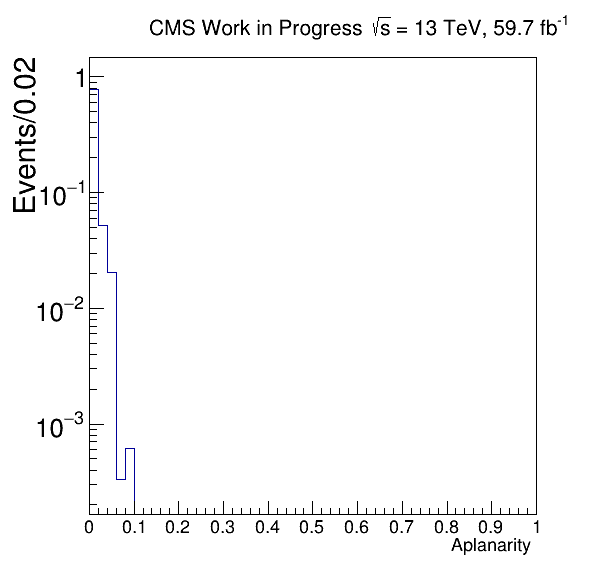 CMS Work in Progress √s = 13 TeV, 59.7 fb⁻¹
Events/0.02
1
10⁻¹
10⁻²
10⁻³
0 0.1 0.2 0.3 0.4 0.5 0.6 0.7 0.8 0.9 1
Aplanarity